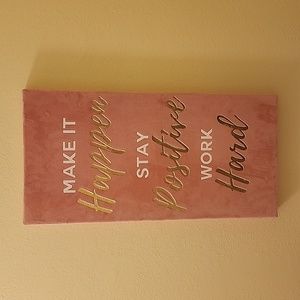 MAKE IT
Happen
STAY
Positive
WORK
Hard